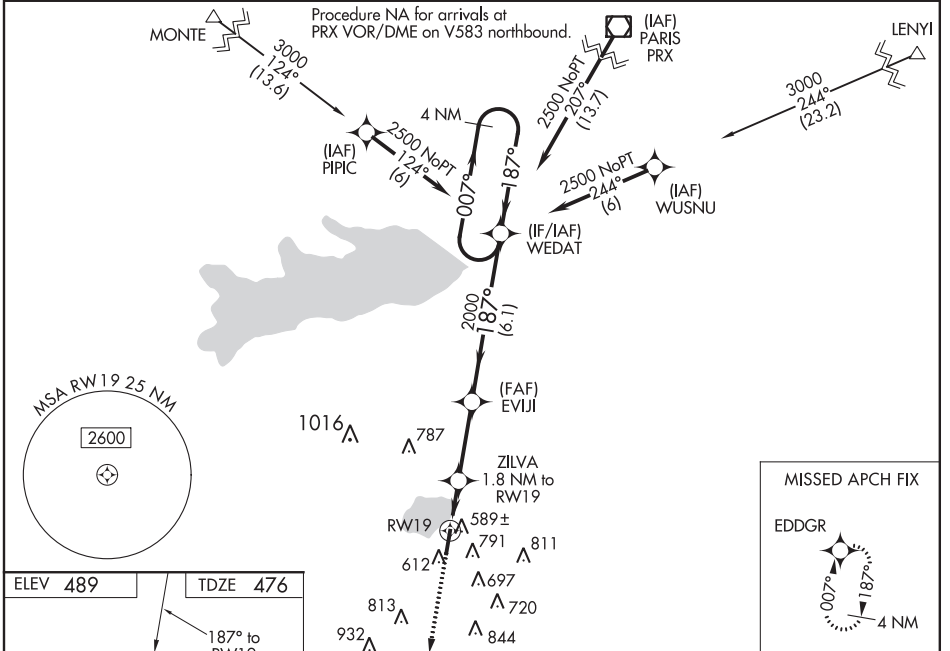 Procedure NA for arrivals at
PRX VOR/DME on V583 northbound.
MONTE
3000
124°
(13.6)
(IAF)
PARIS
PRX
LENYI
3000
244°
(23.2)
2500 NoPT
207°
(13.7)
4 NM
(IAF)
PIPIC
2500 NoPT
124°
(6)
007°
187°
2500 NoPT
244°
(6)
(IAF)
WUSNU
(IF/IAF)
WEDAT
2000
187°
(6.1)
MSA RW19 25 NM
2600
(FAF)
EVIJI
1016
787
ZILVA
1.8 NM to
RW19
RW19
589±
791
811
612
697
720
813
844
932
MISSED APCH FIX
EDDGR
007°
187°
4 NM
ELEV 489
TDZE 476
187° to
RW19